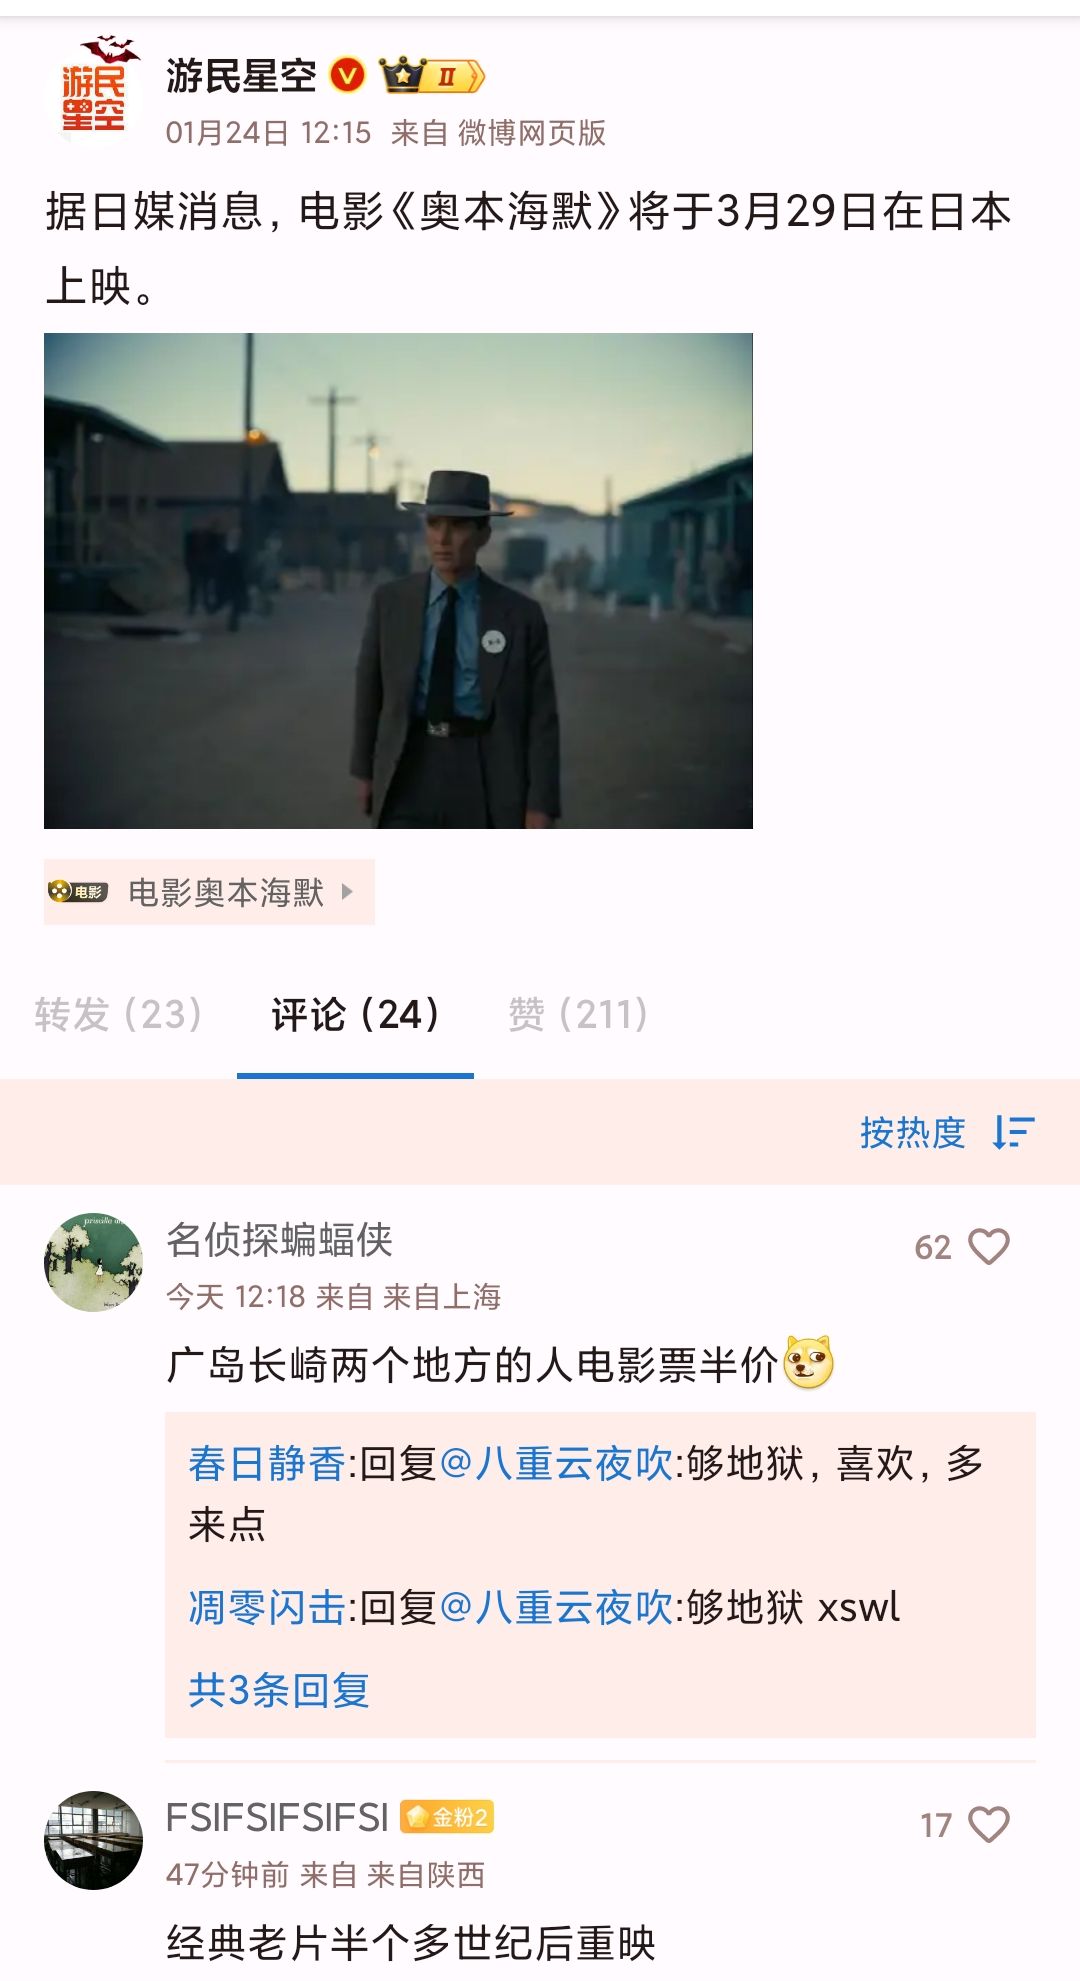 游民星空
游民星空 V II
01月24日 12:15 来自 微博网页版
据日媒消息，电影《奥本海默》将于3月29日在日本
上映。
电影 电影奥本海默
转发 (23) 评论 (24) 赞 (211)
按热度
名侦探蝙蝠侠 62
今天 12:18 来自 来自上海
广岛长崎两个地方的人电影票半价
春日静香:回复@八重云夜吹:够地狱，喜欢，多
来点
凋零闪击:回复@八重云夜吹:够地狱 xswl
共3条回复
FSIFSIFSIFSI 金粉2 17
47分钟前 来自 来自陕西
经典老片半个多世纪后重映